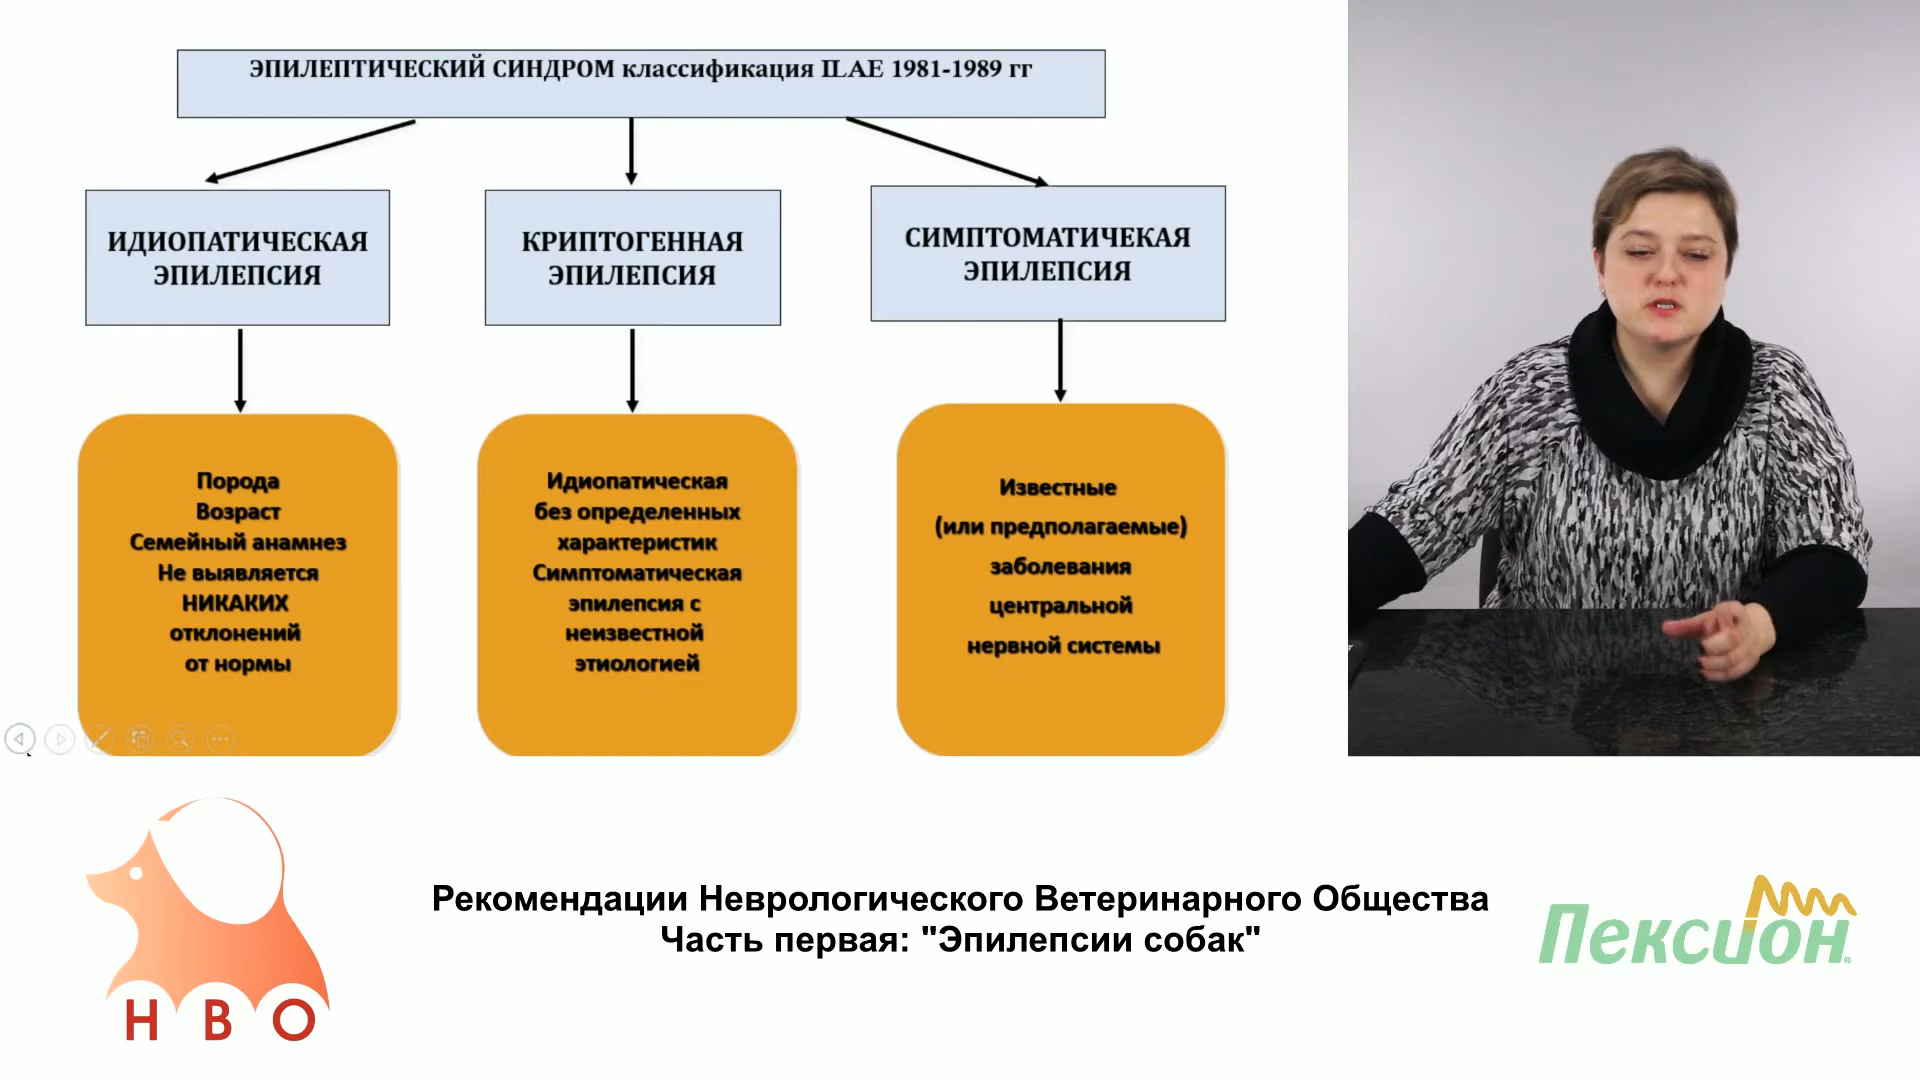 ЭПИЛЕПТИЧЕСКИЙ СИНДРОМ классификация ILAE 1981-1989 гг
ИДИОПАТИЧЕСКАЯ
ЭПИЛЕПСИЯ
КРИПТОГЕННАЯ
ЭПИЛЕПСИЯ
СИМПТОМАТИЧЕКАЯ
ЭПИЛЕПСИЯ
Порода
Возраст
Семейный анамнез
Не выявляется
НИКАКИХ
отклонений
от нормы
Идиопатическая
без определенных
характеристик
Симптоматическая
эпилепсия с
неизвестной
этиологией
Известные
(или предполагаемые)
заболевания
центральной
нервной системы
Н В О
Рекомендации Неврологического Ветеринарного Общества
Часть первая: "Эпилепсии собак"
Пексион®